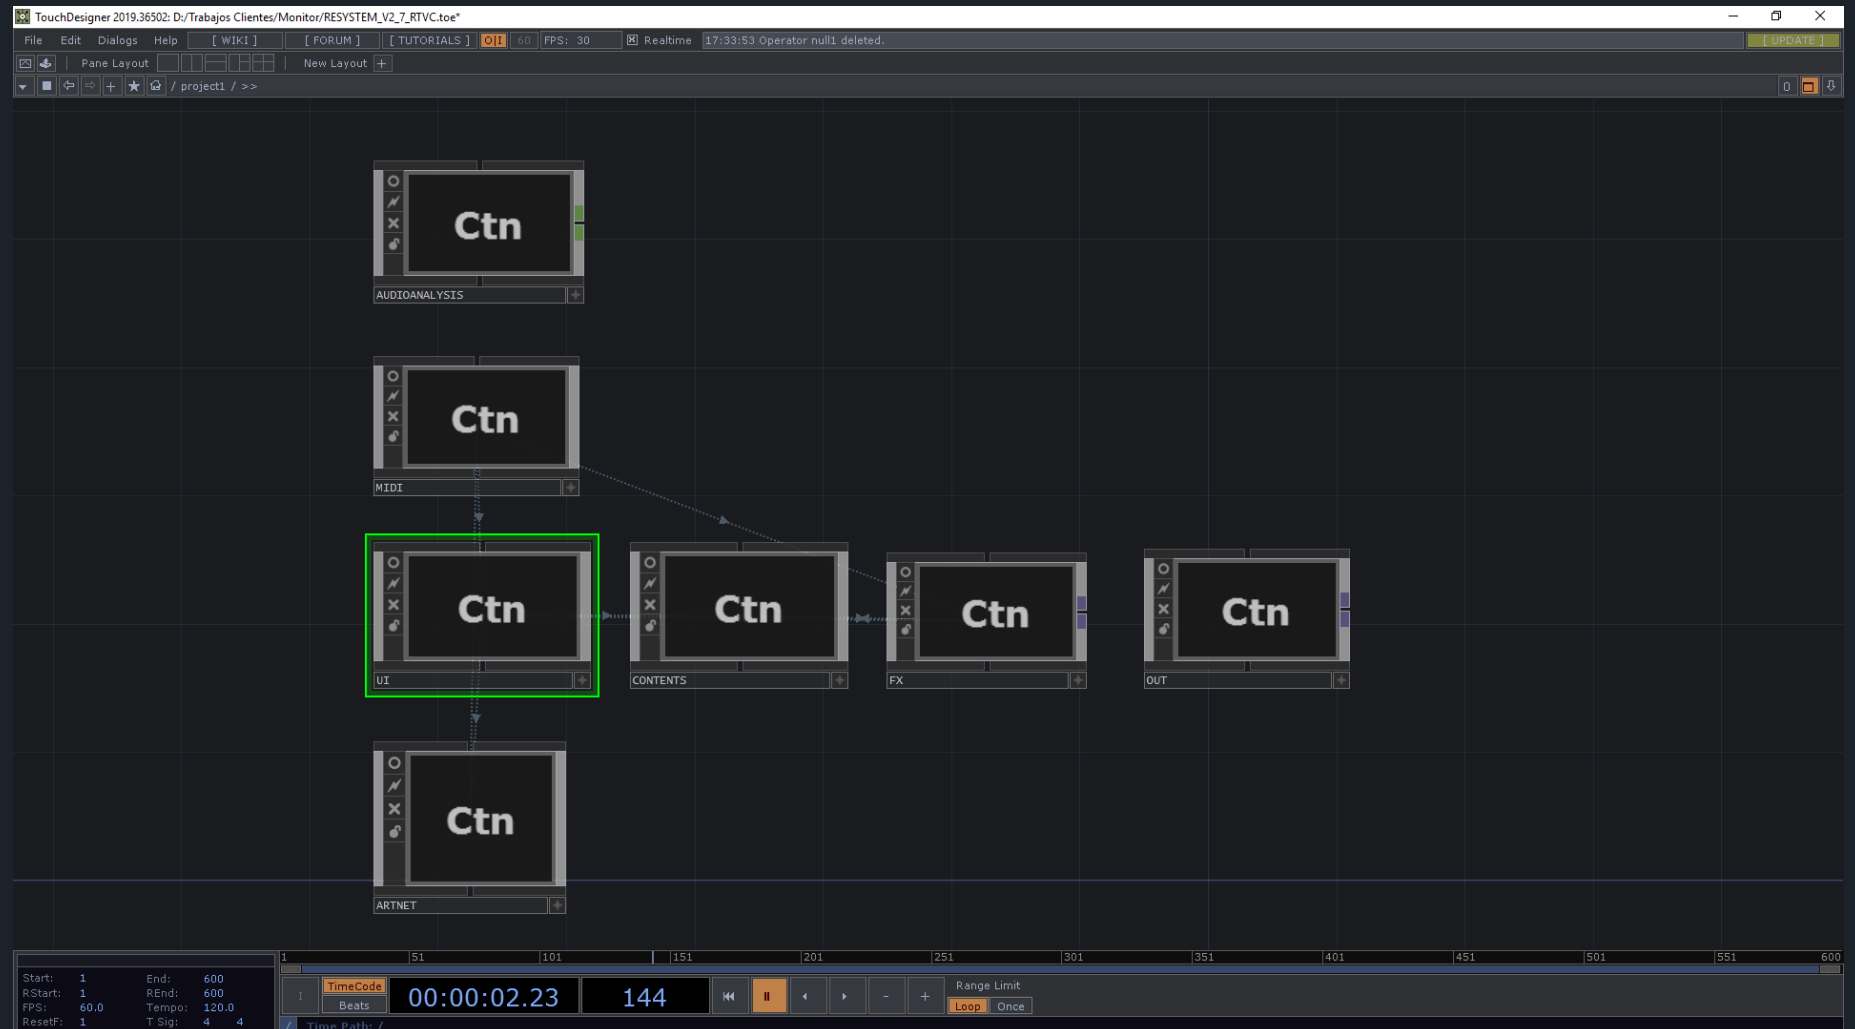 TouchDesigner 2019.36502: D:/Trabajos Clientes/Monitor/RESYSTEM_V2_7_RTVC.toe*
File Edit Dialogs Help [ WIKI ] [ FORUM ] [ TUTORIALS ] O|I 60 FPS: 30 Realtime 17:33:53 Operator null1 deleted. [ UPDATE ]
Pane Layout New Layout +
/ project1 / >> 0
Ctn
AUDIOANALYSIS
Ctn
MIDI
Ctn
UI
Ctn
CONTENTS
Ctn
FX
Ctn
OUT
Ctn
ARTNET
1 51 101 151 201 251 301 351 401 451 501 551 600
Start: 1 End: 600
RStart: 1 REnd: 600
FPS: 60.0 Tempo: 120.0
ResetF: 1 T Sig: 4 4
TimeCode
Beats
00:00:02.23
144
- +
Range Limit
Loop Once
/ Time Path: /